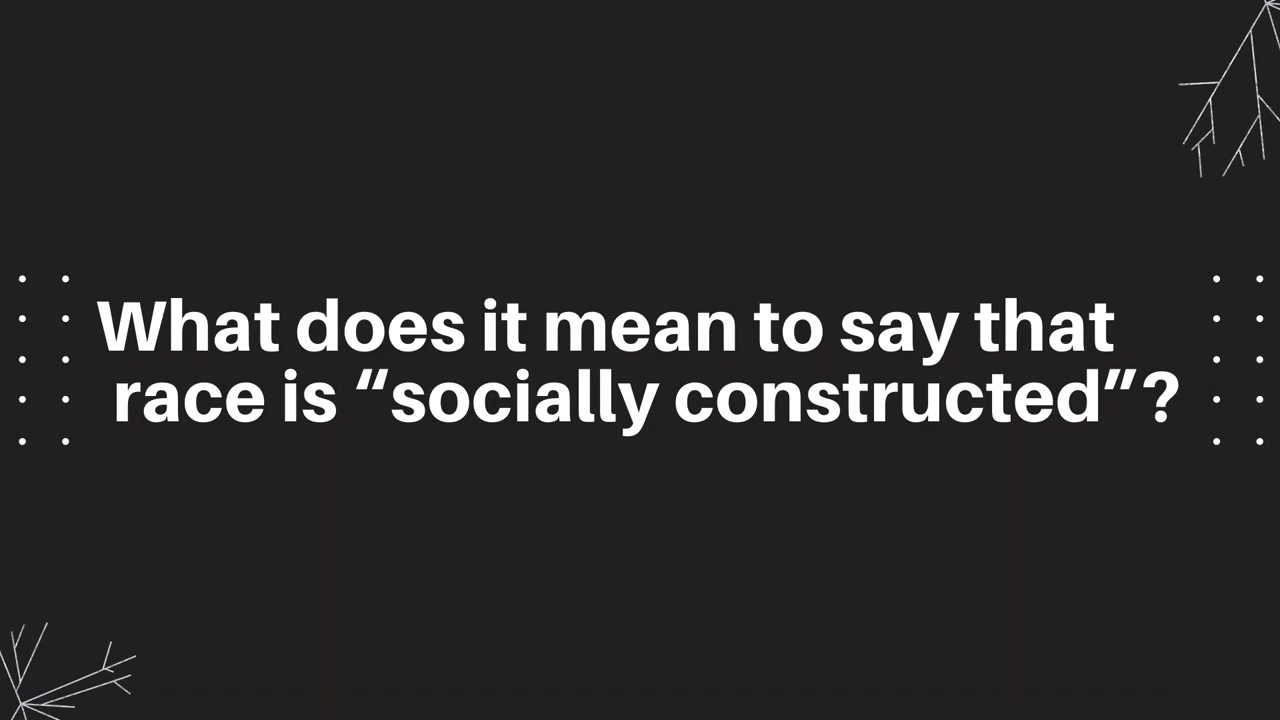 What does it mean to say that
race is “socially constructed”?